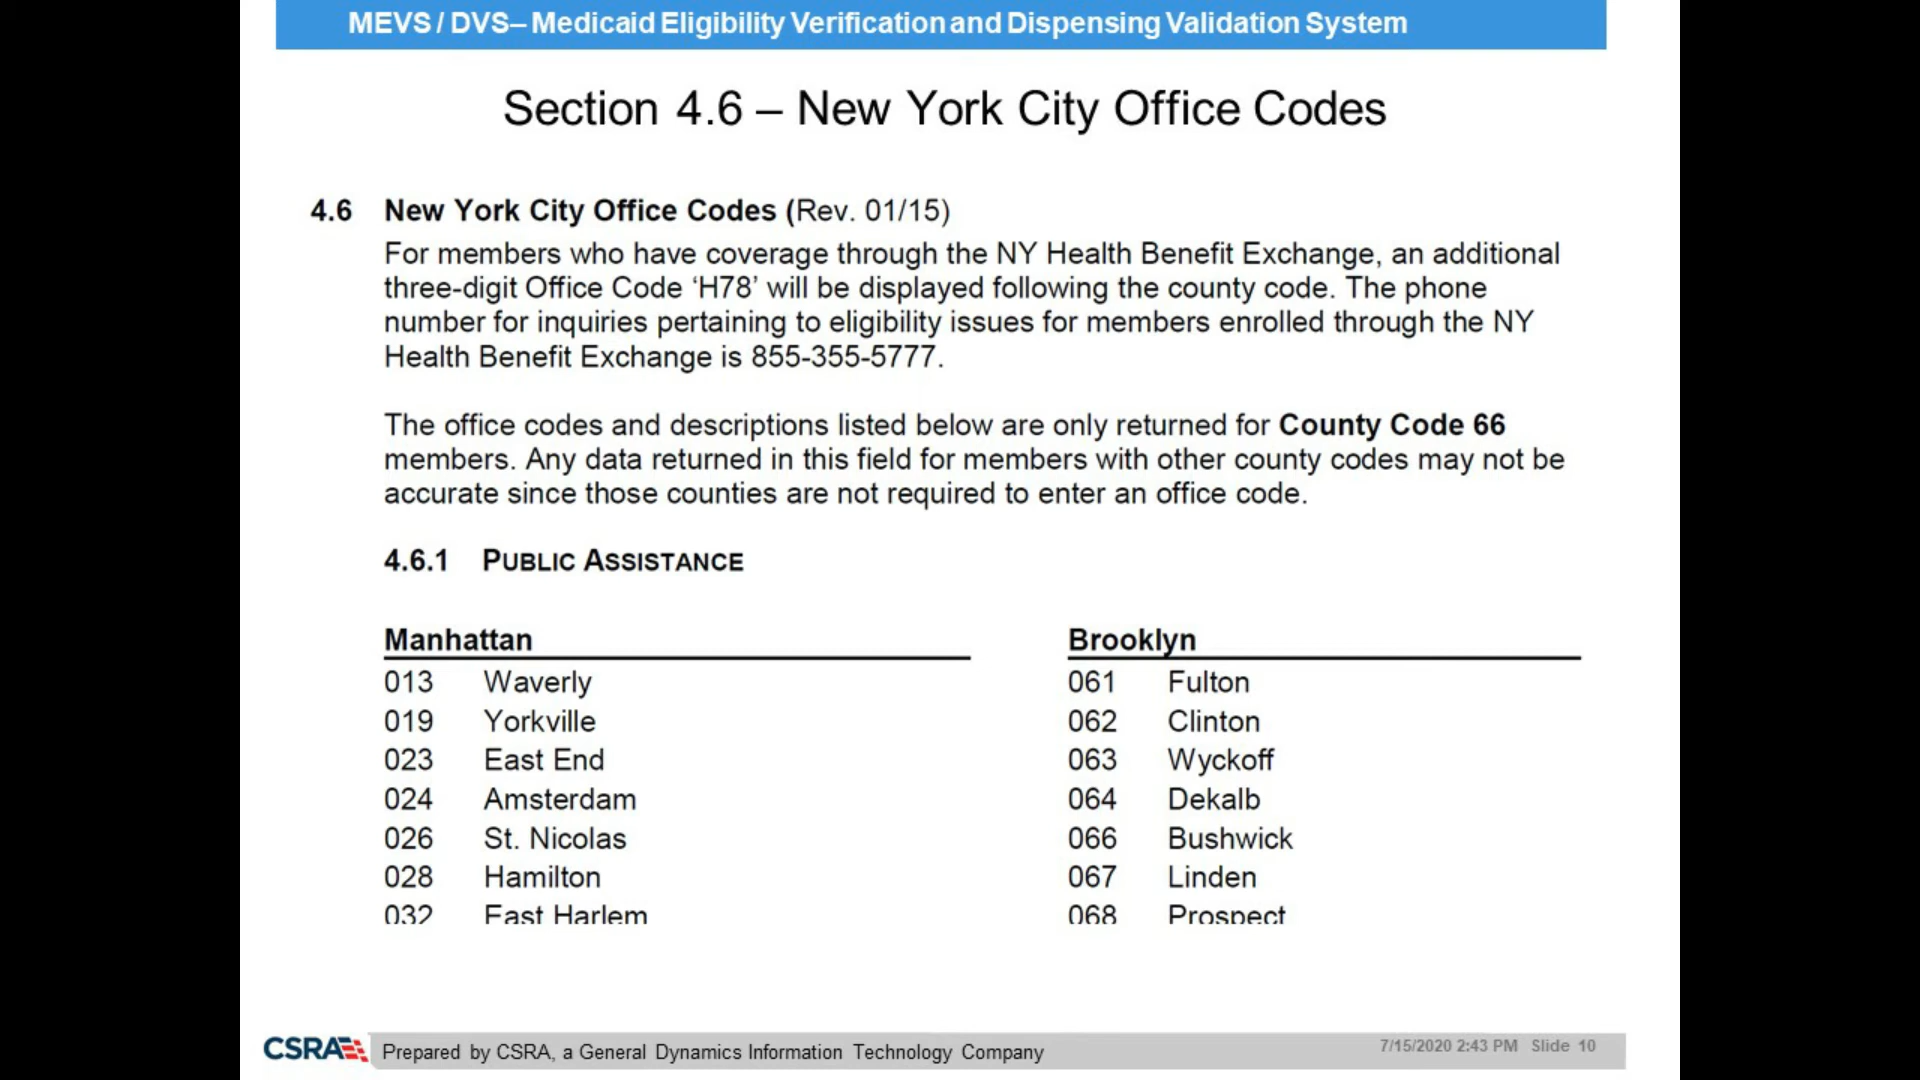 MEVS / DVS– Medicaid Eligibility Verification and Dispensing Validation System
Section 4.6 – New York City Office Codes
4.6 New York City Office Codes (Rev. 01/15)
For members who have coverage through the NY Health Benefit Exchange, an additional
three-digit Office Code ‘H78’ will be displayed following the county code. The phone
number for inquiries pertaining to eligibility issues for members enrolled through the NY
Health Benefit Exchange is 855-355-5777.
The office codes and descriptions listed below are only returned for County Code 66
members. Any data returned in this field for members with other county codes may not be
accurate since those counties are not required to enter an office code.
4.6.1 PUBLIC ASSISTANCE
Manhattan
013 Waverly
019 Yorkville
023 East End
024 Amsterdam
026 St. Nicolas
028 Hamilton
032 East Harlem
Brooklyn
061 Fulton
062 Clinton
063 Wyckoff
064 Dekalb
066 Bushwick
067 Linden
068 Prospect
CSRA
Prepared by CSRA, a General Dynamics Information Technology Company
7/15/2020 2:43 PM Slide 10